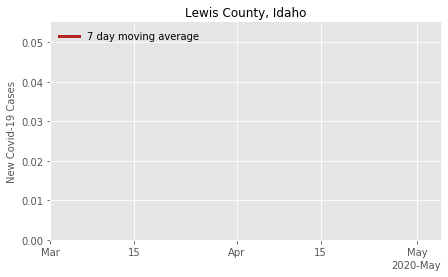 Lewis County, Idaho
7 day moving average
New Covid-19 Cases
0.05
0.04
0.03
0.02
0.01
0.00
Mar 15 Apr 15 May
2020-May